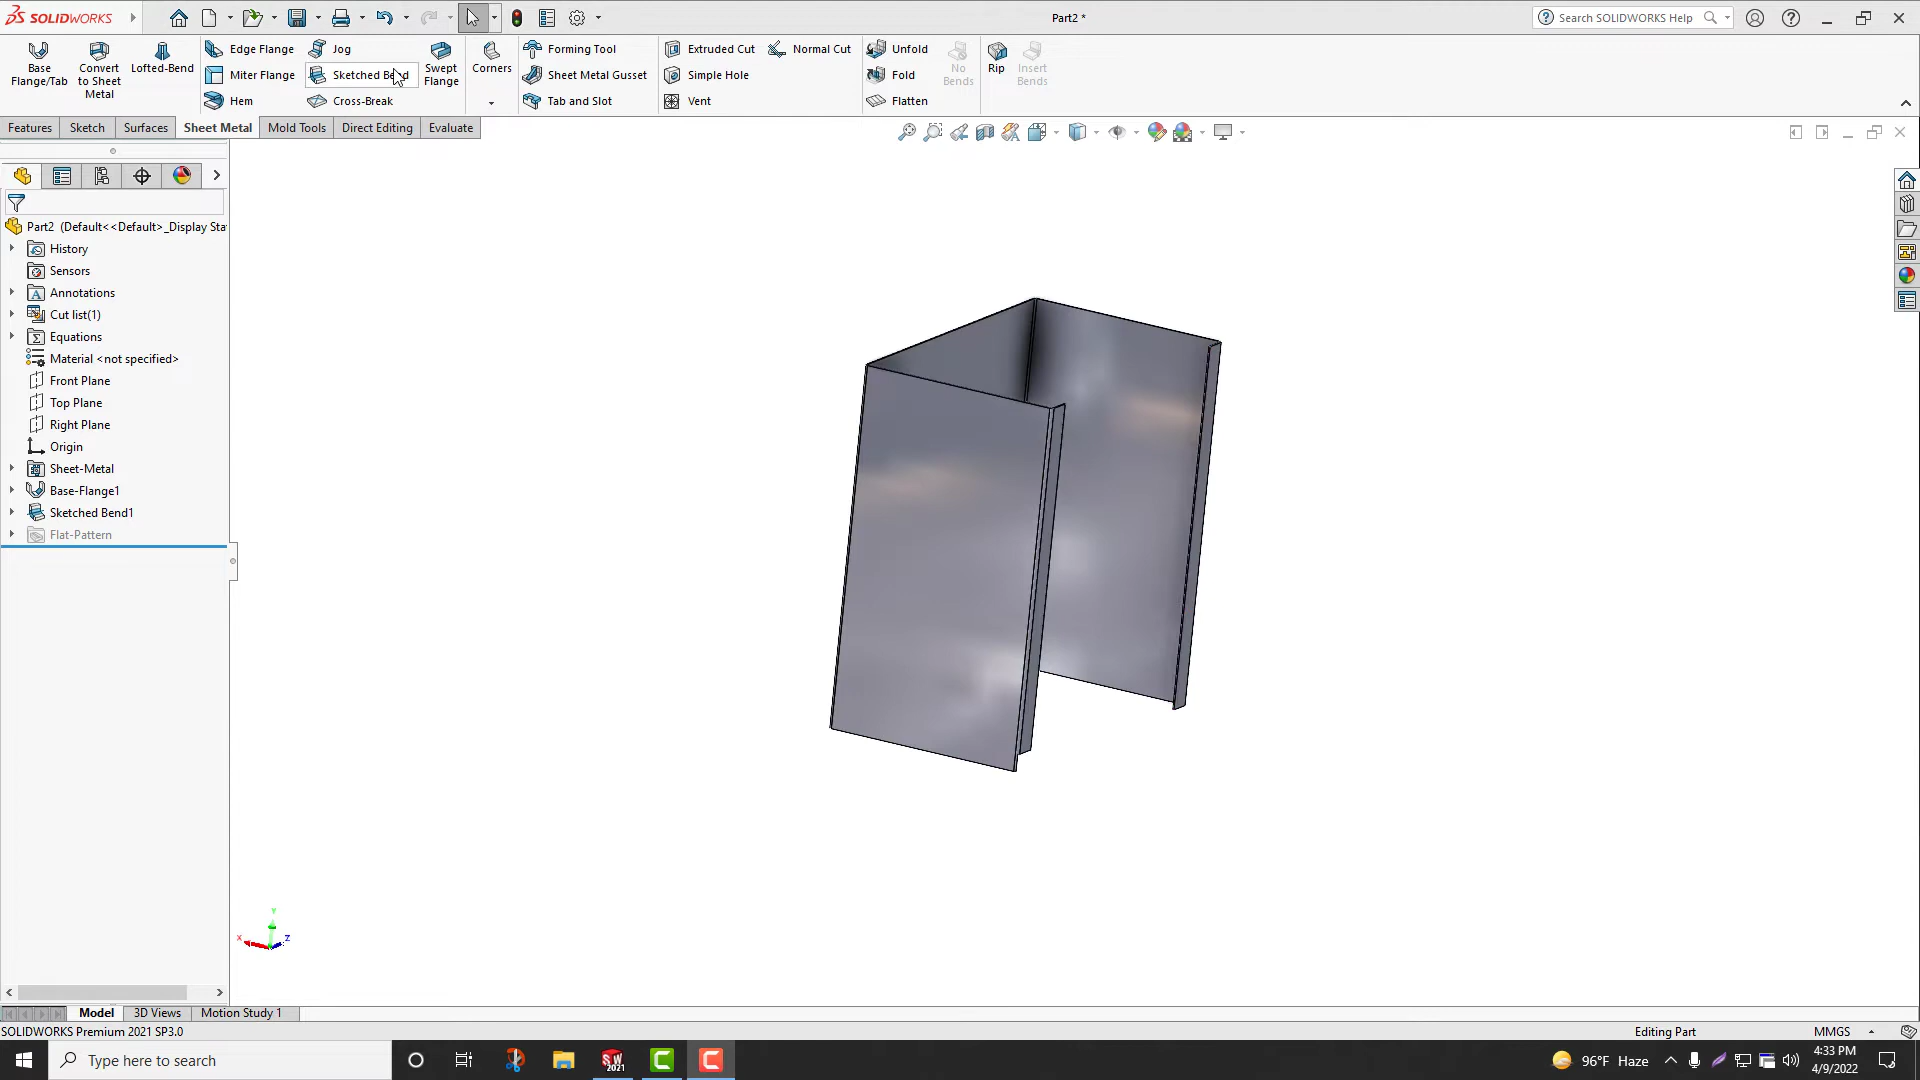 SOLIDWORKS
Part2 *
Search SOLIDWORKS Help
Base Flange/Tab
Convert to Sheet Metal
Lofted-Bend
Edge Flange
Miter Flange
Hem
Jog
Sketched Bend
Cross-Break
Swept Flange
Corners
Forming Tool
Sheet Metal Gusset
Tab and Slot
Extruded Cut
Simple Hole
Vent
Normal Cut
Unfold
Fold
Flatten
No Bends
Rip
Insert Bends
Features
Sketch
Surfaces
Sheet Metal
Mold Tools
Direct Editing
Evaluate
Part2 (Default<<Default>_Display Sta
History
Sensors
Annotations
Cut list(1)
Equations
Material <not specified>
Front Plane
Top Plane
Right Plane
Origin
Sheet-Metal
Base-Flange1
Sketched Bend1
Flat-Pattern
Y
X
Z
Model
3D Views
Motion Study 1
SOLIDWORKS Premium 2021 SP3.0
Editing Part
MMGS
Type here to search
SW
2021
96°F Haze
4:33 PM
4/9/2022